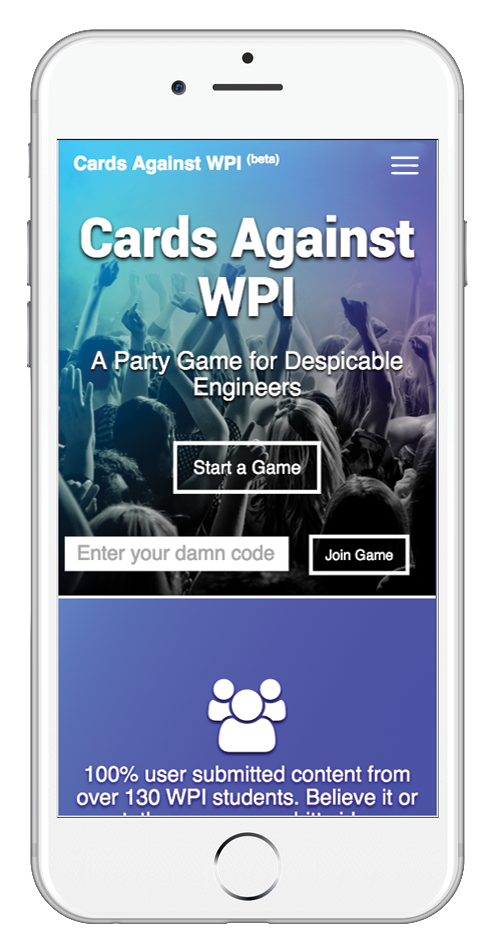 Cards Against WPI (beta)
Cards Against
WPI
A Party Game for Despicable
Engineers
Start a Game
Enter your damn code
Join Game
100% user submitted content from
over 130 WPI students. Believe it or